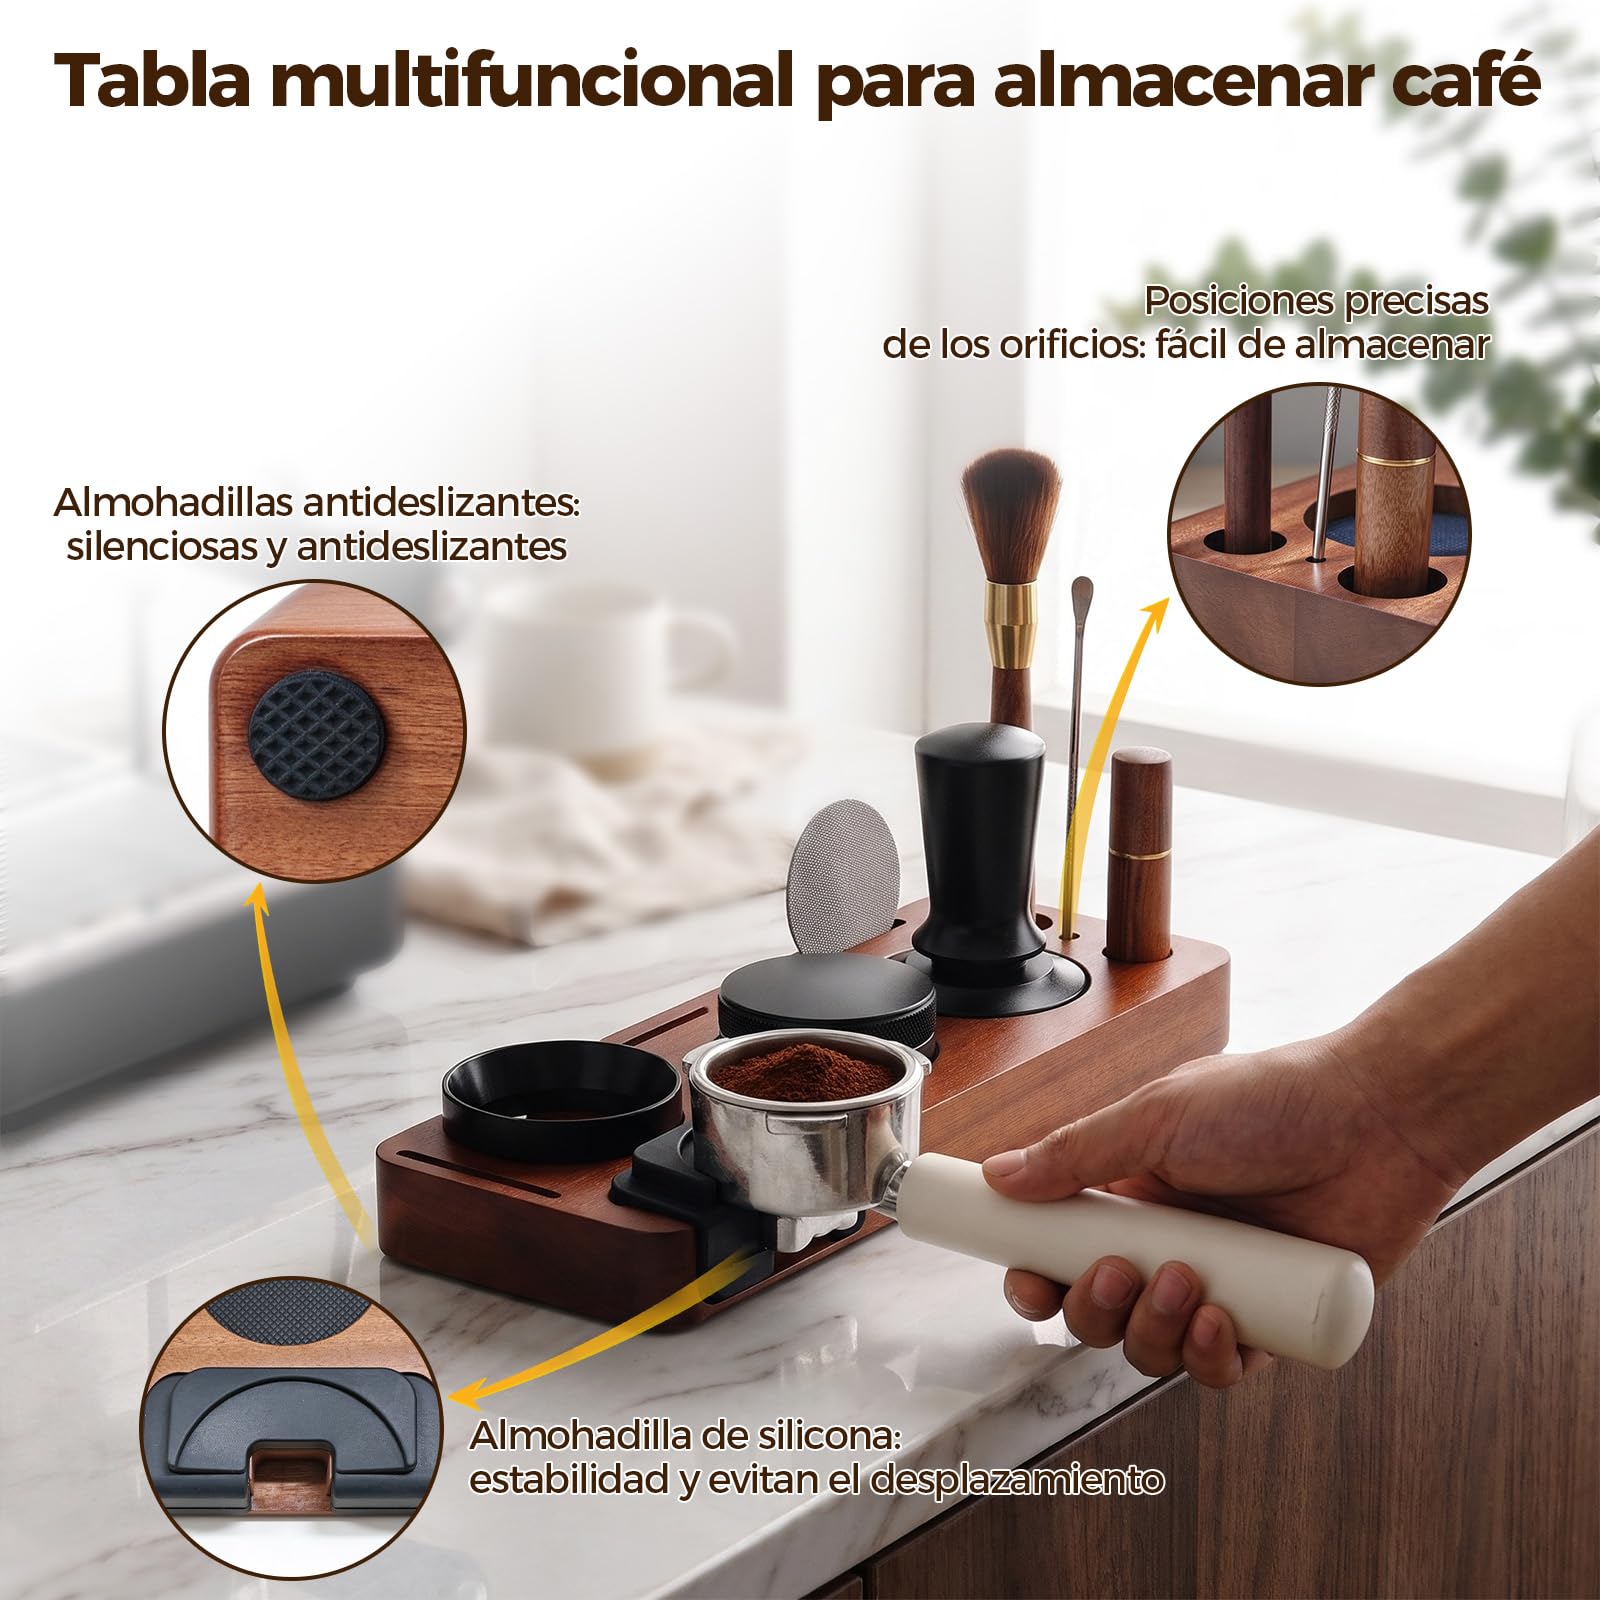 Tabla multifuncional para almacenar café
Posiciones precisas
de los orificios: fácil de almacenar
Almohadillas antideslizantes:
silenciosas y antideslizantes
Almohadilla de silicona:
estabilidad y evitan el desplazamiento